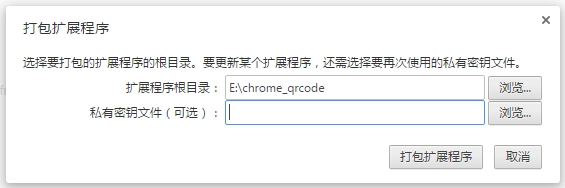 打包扩展程序
选择要打包的扩展程序的根目录。要更新某个扩展程序，还需选择要再次使用的私有密钥文件。
扩展程序根目录： E:\chrome_qrcode 浏览...
私有密钥文件（可选）： 浏览...
打包扩展程序 取消